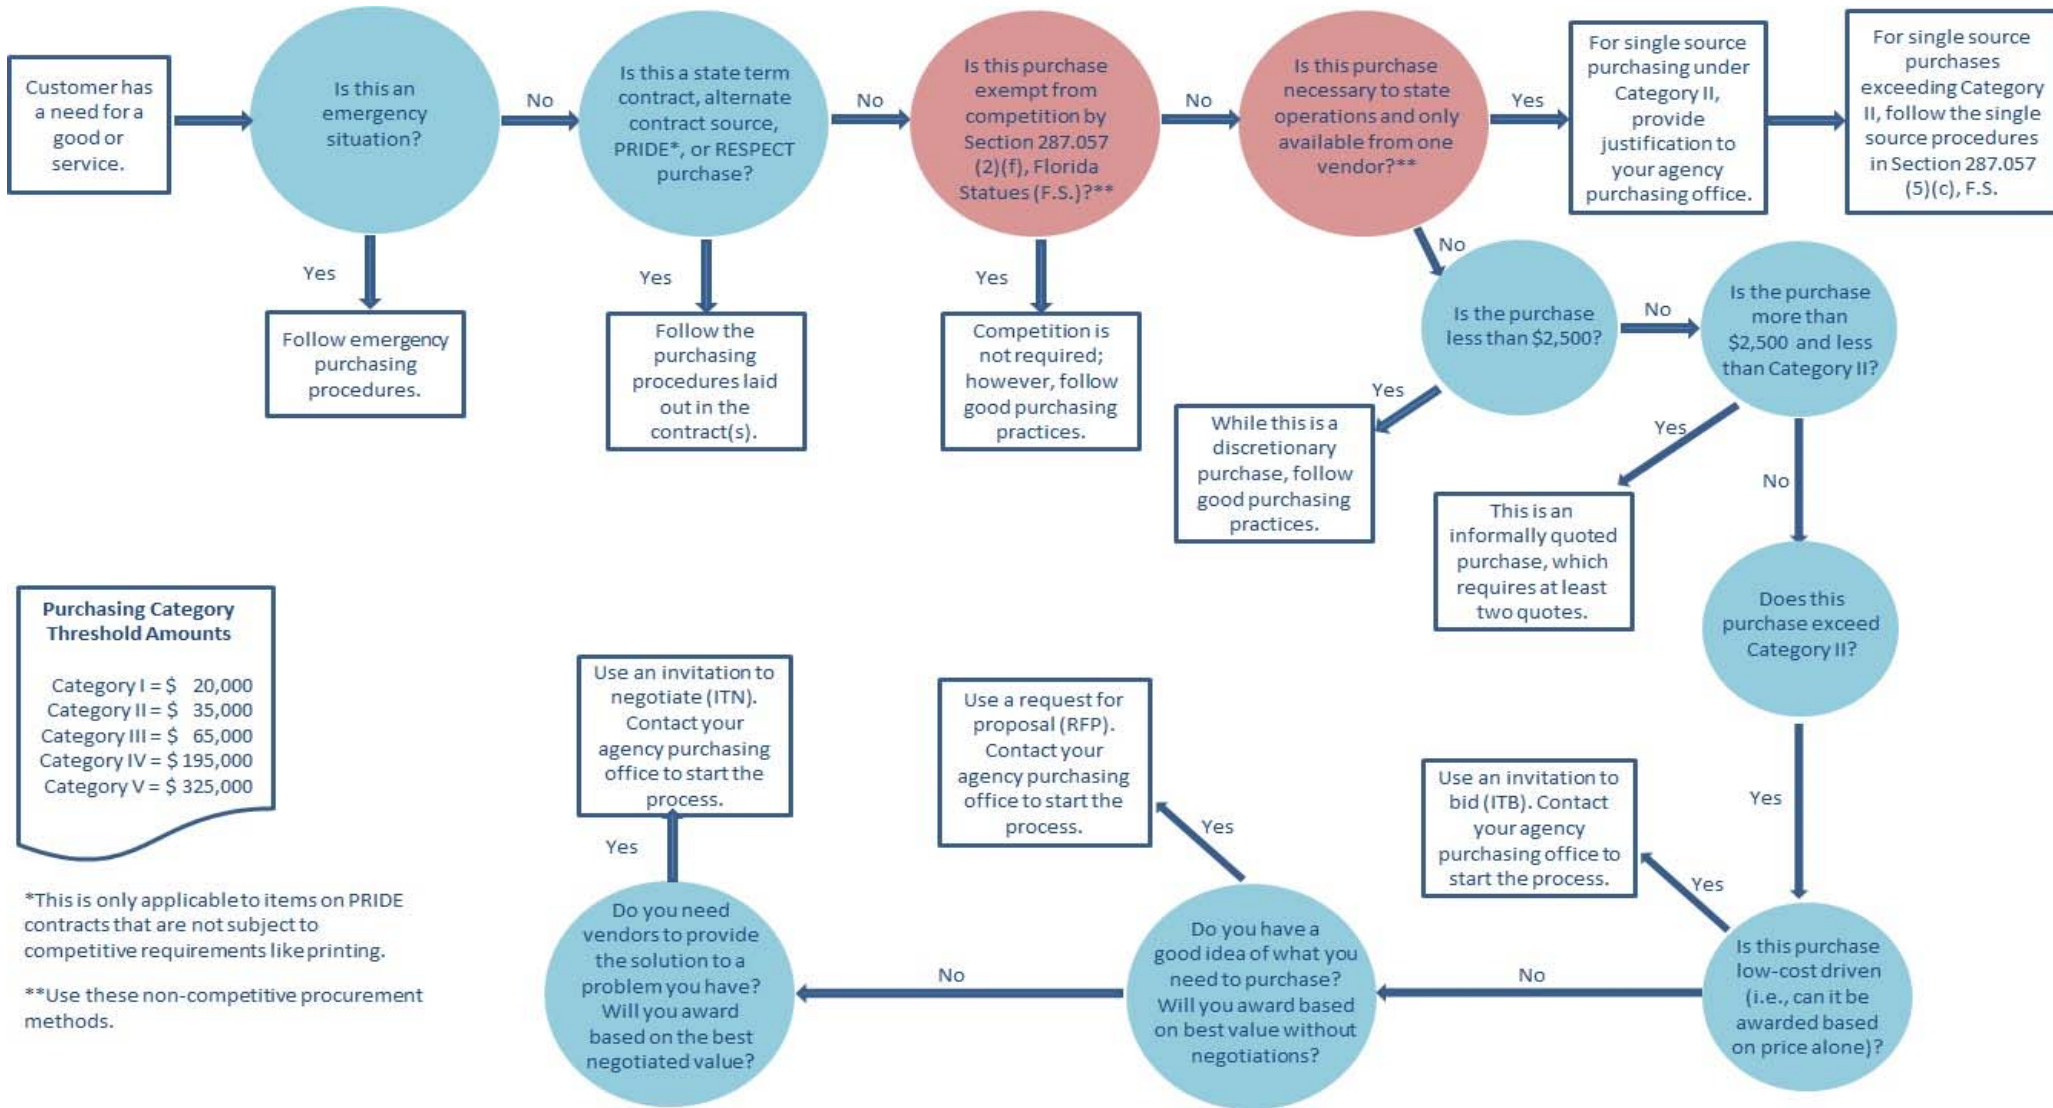 Customer has
a need for a
good or
service.
Is this an
emergency
situation?
No
Yes
Follow emergency
purchasing
procedures.
Is this a state term
contract, alternate
contract source,
PRIDE*, or RESPECT
purchase?
No
Yes
Follow the
purchasing
procedures laid
out in the
contract(s).
Is this purchase
exempt from
competition by
Section 287.057
(2)(f), Florida
Statues (F.S.)?**
No
Yes
Competition is
not required;
however, follow
good purchasing
practices.
Is this purchase
necessary to state
operations and only
available from one
vendor?**
Yes
For single source
purchasing under
Category II,
provide
justification to
your agency
purchasing office.
For single source
purchases
exceeding Category
II, follow the single
source procedures
in Section 287.057
(5)(c), F.S.
No
Is the purchase
less than $2,500?
No
Yes
While this is a
discretionary
purchase, follow
good purchasing
practices.
Is the purchase
more than
$2,500 and less
than Category II?
Yes
This is an
informally quoted
purchase, which
requires at least
two quotes.
No
Does this
purchase exceed
Category II?
Yes
Is this purchase
low-cost driven
(i.e., can it be
awarded based
on price alone)?
Yes
Use an invitation to
bid (ITB). Contact
your agency
purchasing office to
start the process.
No
Do you have a
good idea of what you
need to purchase?
Will you award based
on best value without
negotiations?
Yes
Use a request for
proposal (RFP).
Contact your
agency purchasing
office to start the
process.
No
Do you need
vendors to provide
the solution to a
problem you have?
Will you award
based on the best
negotiated value?
Yes
Use an invitation to
negotiate (ITN).
Contact your
agency purchasing
office to start the
process.
Purchasing Category
Threshold Amounts
Category I = $ 20,000
Category II = $ 35,000
Category III = $ 65,000
Category IV = $ 195,000
Category V = $ 325,000
*This is only applicable to items on PRIDE
contracts that are not subject to
competitive requirements like printing.
**Use these non-competitive procurement
methods.